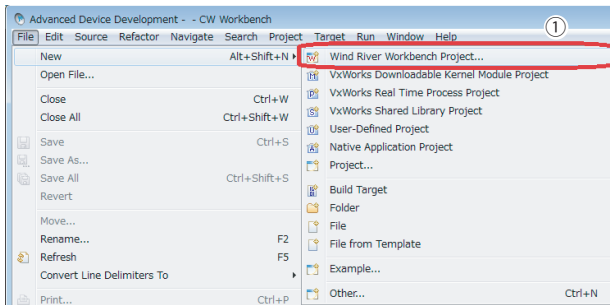 Advanced Device Development - - CW Workbench
File Edit Source Refactor Navigate Search Project Target Run Window Help
①
New Alt+Shift+N
Open File...
Close Ctrl+W
Close All Ctrl+Shift+W
Save Ctrl+S
Save As...
Save All Ctrl+Shift+S
Revert
Move...
Rename... F2
Refresh F5
Convert Line Delimiters To
Print... Ctrl+P
Wind River Workbench Project...
VxWorks Downloadable Kernel Module Project
VxWorks Real Time Process Project
VxWorks Shared Library Project
User-Defined Project
Native Application Project
Project...
Build Target
Folder
File
File from Template
Example...
Other... Ctrl+N